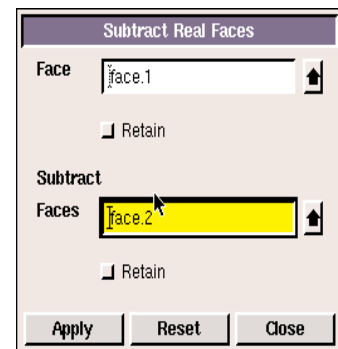 Subtract Real Faces
Face face.1
Retain
Subtract
Faces face.2
Retain
Apply Reset Close